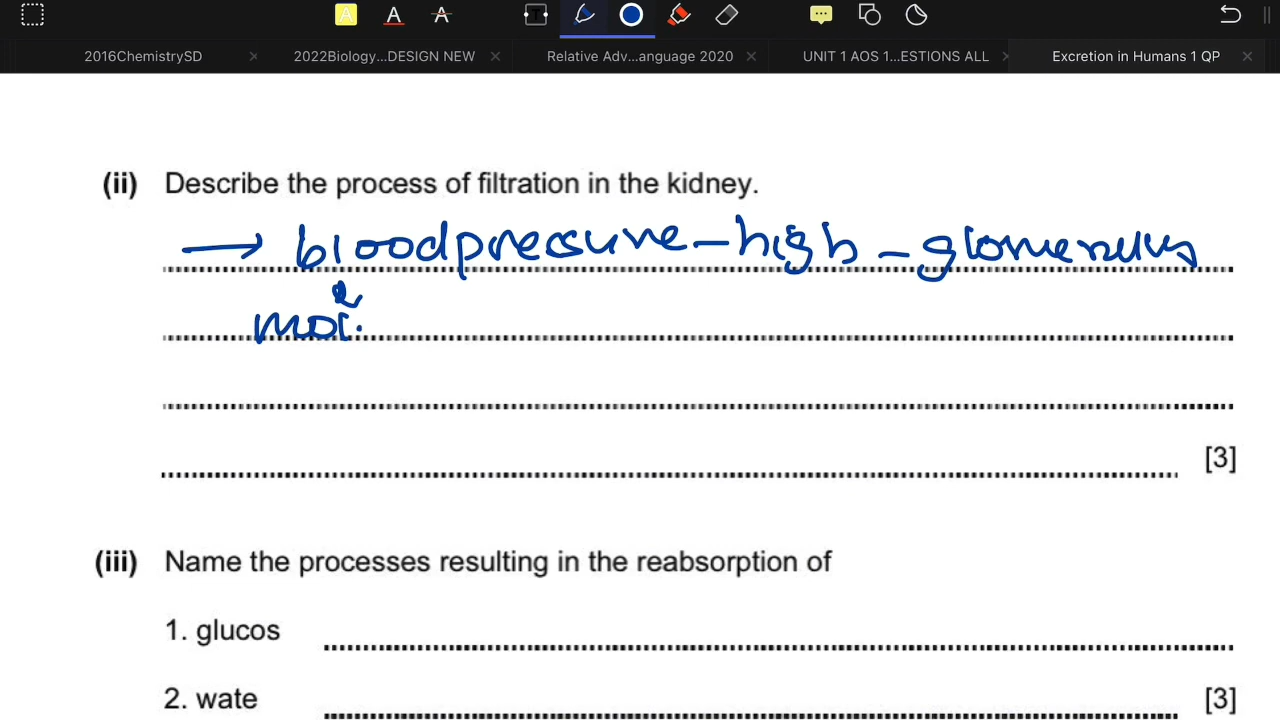 A A A T
2016ChemistrySD × 2022Biology...DESIGN NEW × Relative Adv...anguage 2020 × UNIT 1 AOS 1...ESTIONS ALL × Excretion in Humans 1 QP ×
(ii) Describe the process of filtration in the kidney.
→ bloodpressure – high – glomerulus
[3]
(iii) Name the processes resulting in the reabsorption of
1. glucos
2. wate [3]